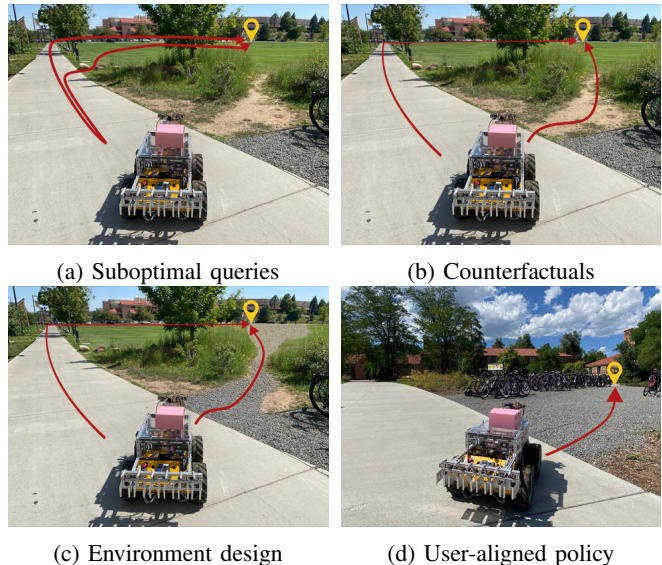 (a) Suboptimal queries
(b) Counterfactuals
(c) Environment design
(d) User-aligned policy